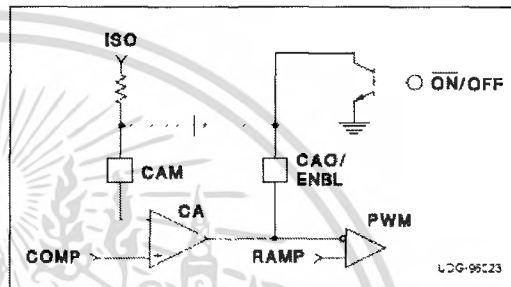 ISO
ON/OFF
CAM
CAO/
ENBL
CA
PWM
COMP
RAMP
UDG-96023